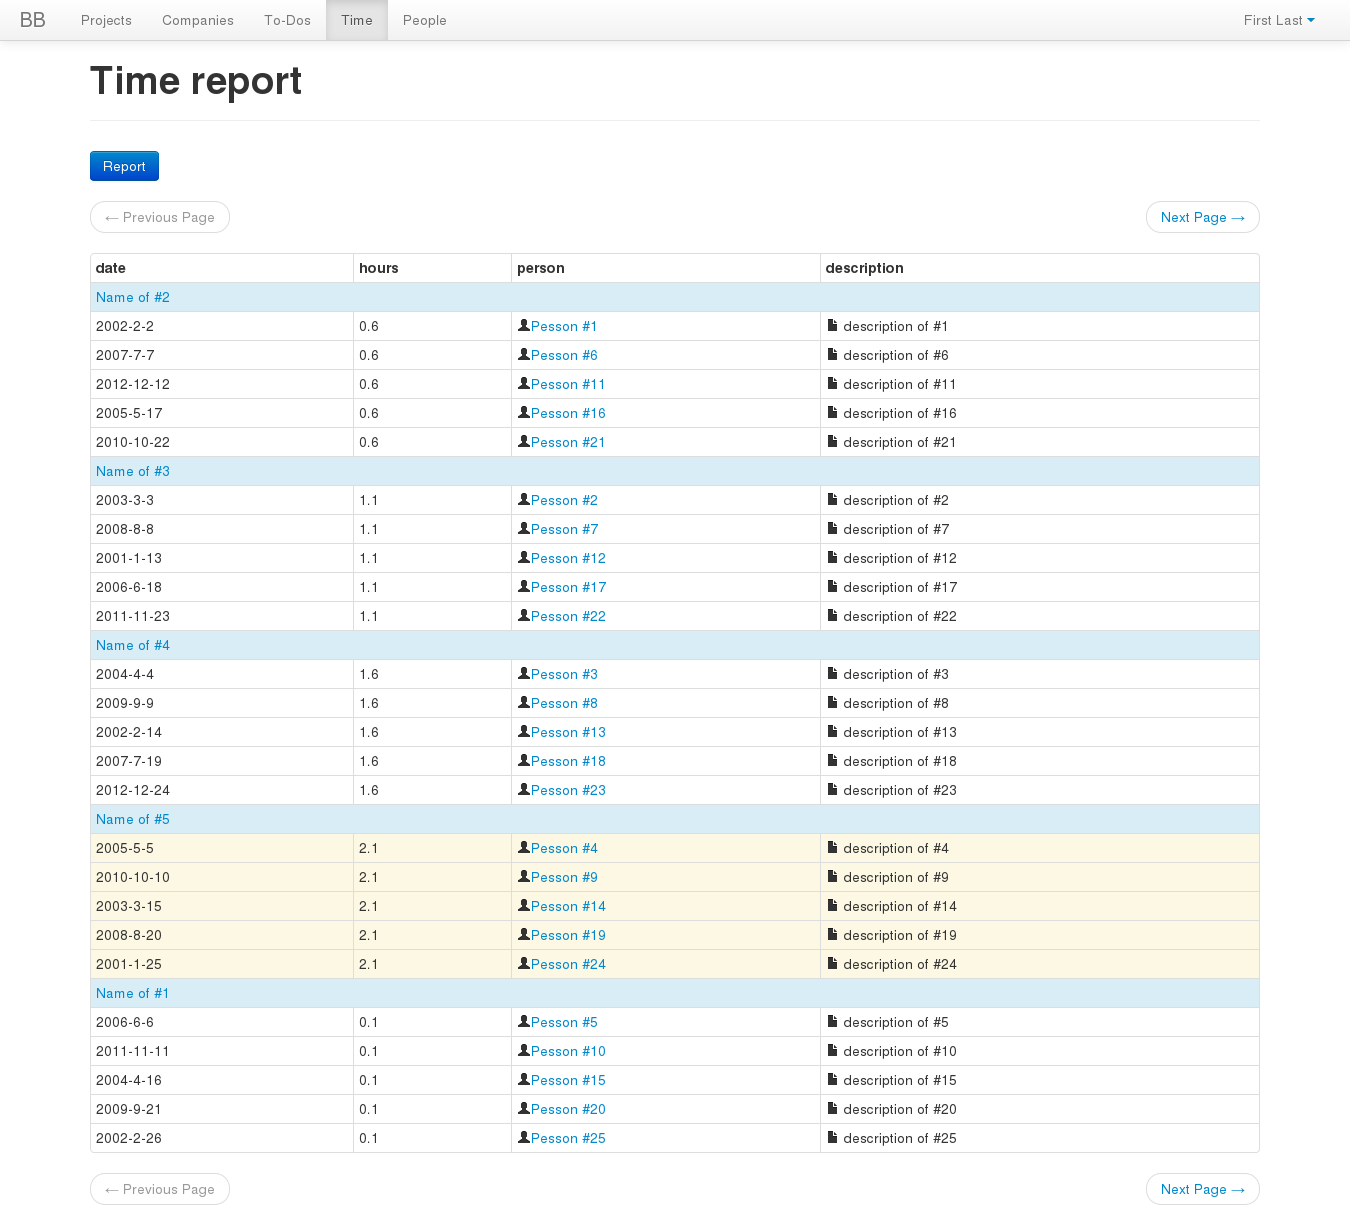 BB Projects Companies To-Dos Time People First Last
Time report
Report
← Previous Page Next Page →
date hours person description
Name of #2
2002-2-2 0.6 Pesson #1 description of #1
2007-7-7 0.6 Pesson #6 description of #6
2012-12-12 0.6 Pesson #11 description of #11
2005-5-17 0.6 Pesson #16 description of #16
2010-10-22 0.6 Pesson #21 description of #21
Name of #3
2003-3-3 1.1 Pesson #2 description of #2
2008-8-8 1.1 Pesson #7 description of #7
2001-1-13 1.1 Pesson #12 description of #12
2006-6-18 1.1 Pesson #17 description of #17
2011-11-23 1.1 Pesson #22 description of #22
Name of #4
2004-4-4 1.6 Pesson #3 description of #3
2009-9-9 1.6 Pesson #8 description of #8
2002-2-14 1.6 Pesson #13 description of #13
2007-7-19 1.6 Pesson #18 description of #18
2012-12-24 1.6 Pesson #23 description of #23
Name of #5
2005-5-5 2.1 Pesson #4 description of #4
2010-10-10 2.1 Pesson #9 description of #9
2003-3-15 2.1 Pesson #14 description of #14
2008-8-20 2.1 Pesson #19 description of #19
2001-1-25 2.1 Pesson #24 description of #24
Name of #1
2006-6-6 0.1 Pesson #5 description of #5
2011-11-11 0.1 Pesson #10 description of #10
2004-4-16 0.1 Pesson #15 description of #15
2009-9-21 0.1 Pesson #20 description of #20
2002-2-26 0.1 Pesson #25 description of #25
← Previous Page Next Page →